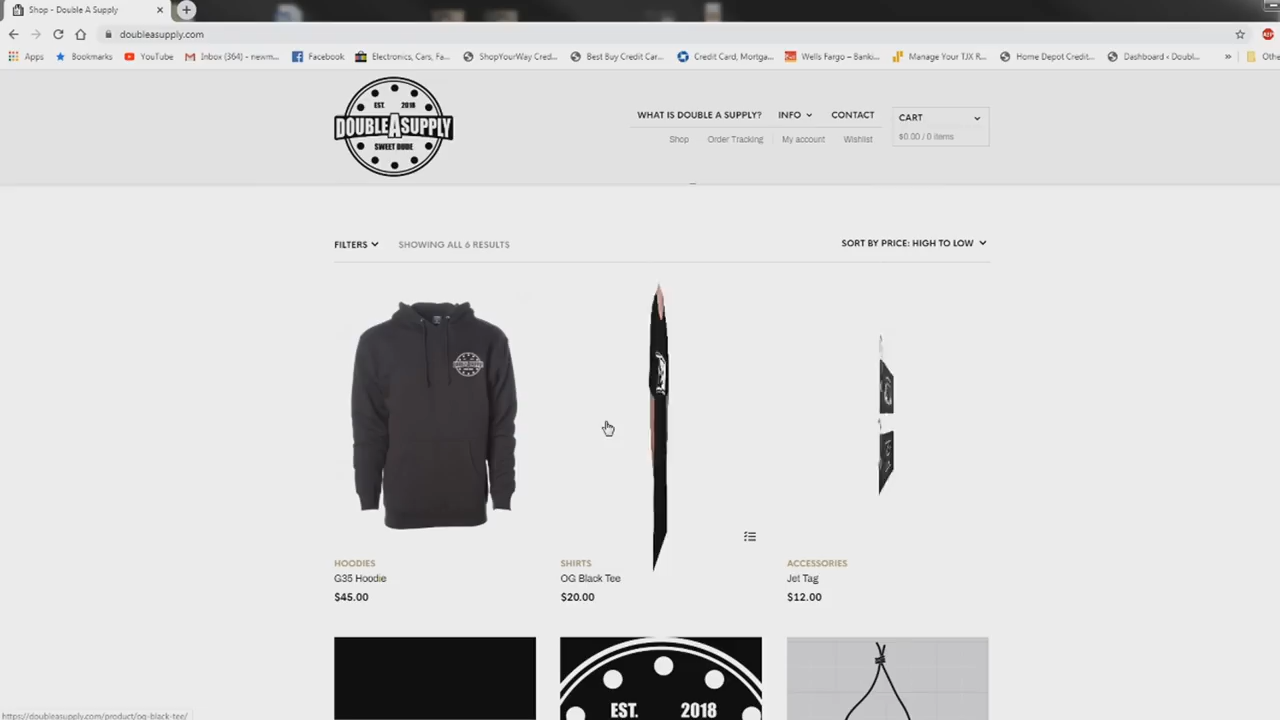 Shop - Double A Supply
doubleasupply.com
Apps Bookmarks YouTube Inbox (364) - newm... Facebook Electronics, Cars, Fa... ShopYourWay Cred... Best Buy Credit Car... Credit Card, Mortga... Wells Fargo – Banki... Manage Your TJX R... Home Depot Credit... Dashboard ‹ Doubl... » Othe
EST. 2018
DOUBLE A SUPPLY
SWEET DUDE
WHAT IS DOUBLE A SUPPLY? INFO CONTACT
Shop Order Tracking My account Wishlist
CART
$0.00 / 0 items
FILTERS SHOWING ALL 6 RESULTS SORT BY PRICE: HIGH TO LOW
HOODIES SHIRTS ACCESSORIES
G35 Hoodie OG Black Tee Jet Tag
$45.00 $20.00 $12.00
EST. 2018
https://doubleasupply.com/product/og-black-tee/